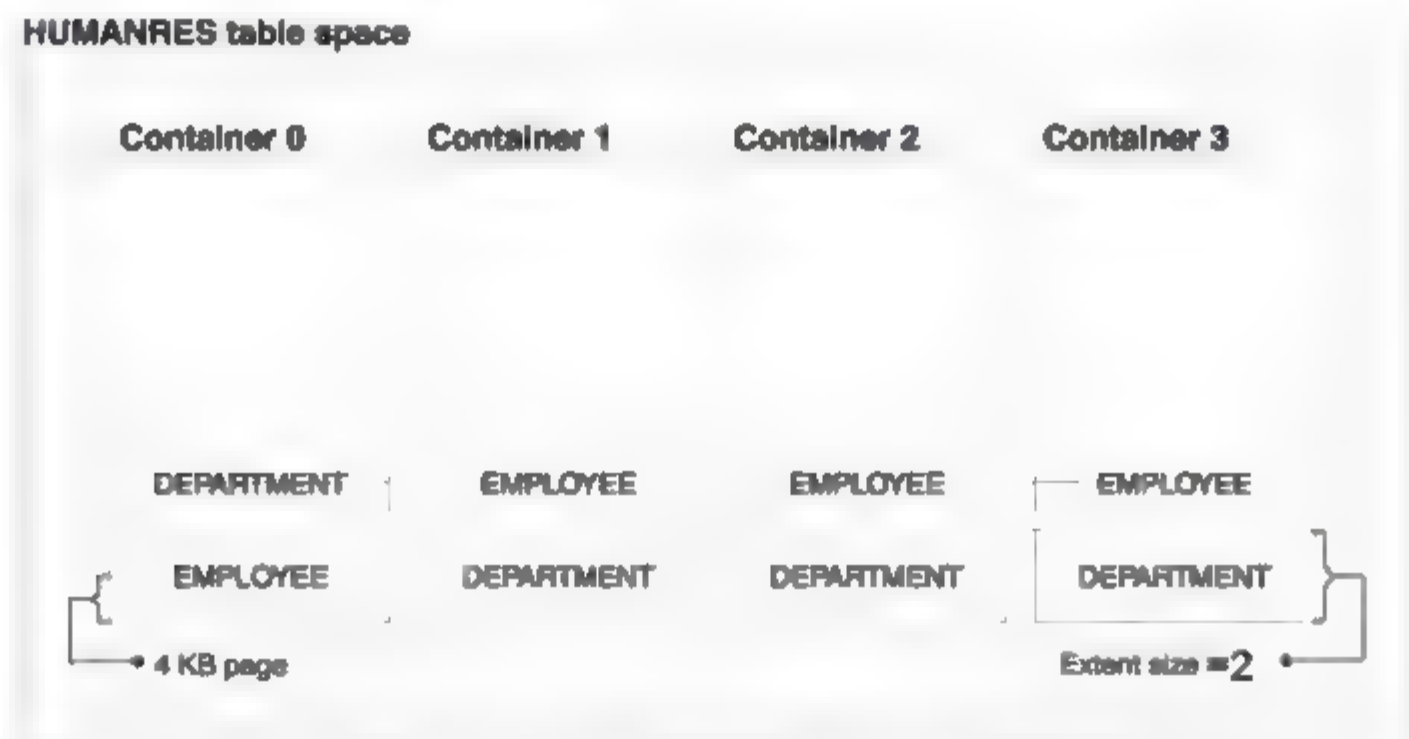 HUMANRES table space
Container 0 Container 1 Container 2 Container 3
DEPARTMENT EMPLOYEE EMPLOYEE EMPLOYEE
EMPLOYEE DEPARTMENT DEPARTMENT DEPARTMENT
4 KB page Extent size =2